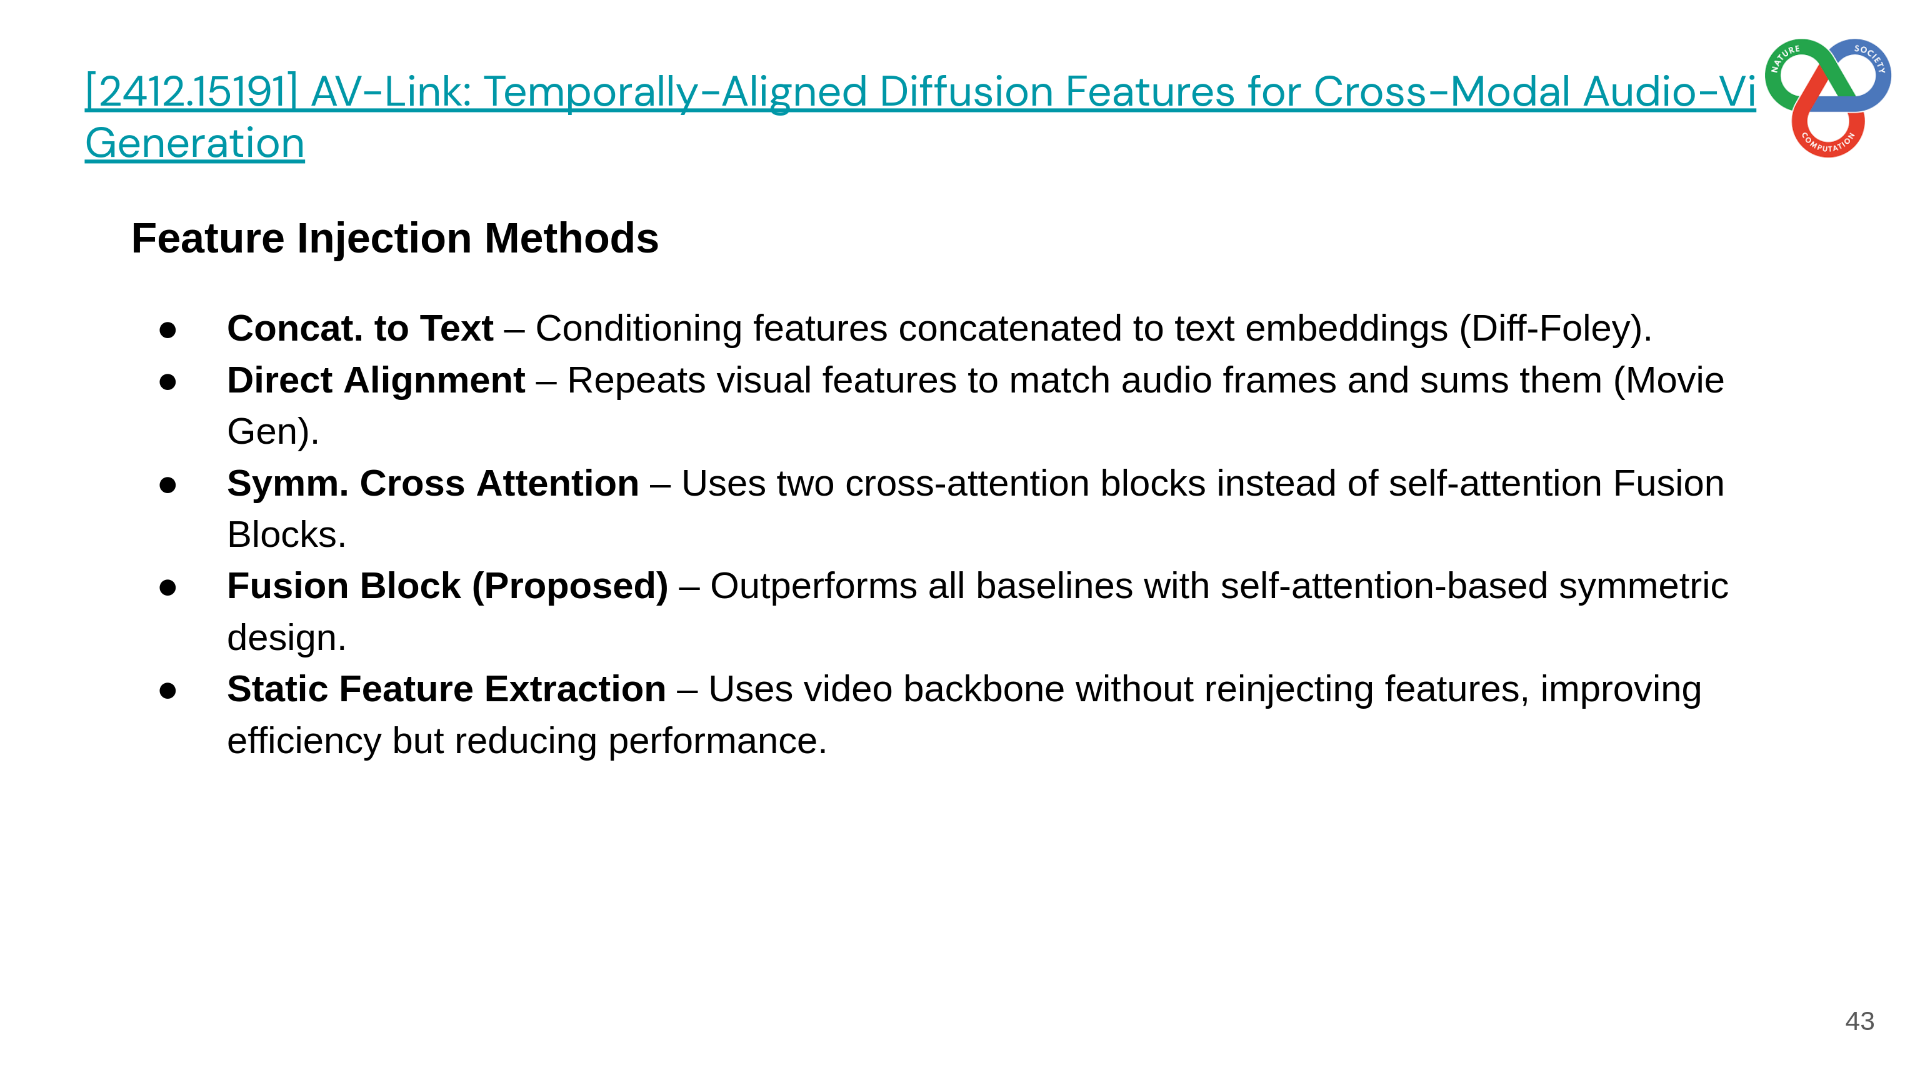 [2412.15191] AV-Link: Temporally-Aligned Diffusion Features for Cross-Modal Audio-Vi
Generation
NATURE
SOCIETY
COMPUTATION
Feature Injection Methods
● Concat. to Text – Conditioning features concatenated to text embeddings (Diff-Foley).
● Direct Alignment – Repeats visual features to match audio frames and sums them (Movie
Gen).
● Symm. Cross Attention – Uses two cross-attention blocks instead of self-attention Fusion
Blocks.
● Fusion Block (Proposed) – Outperforms all baselines with self-attention-based symmetric
design.
● Static Feature Extraction – Uses video backbone without reinjecting features, improving
efficiency but reducing performance.
43